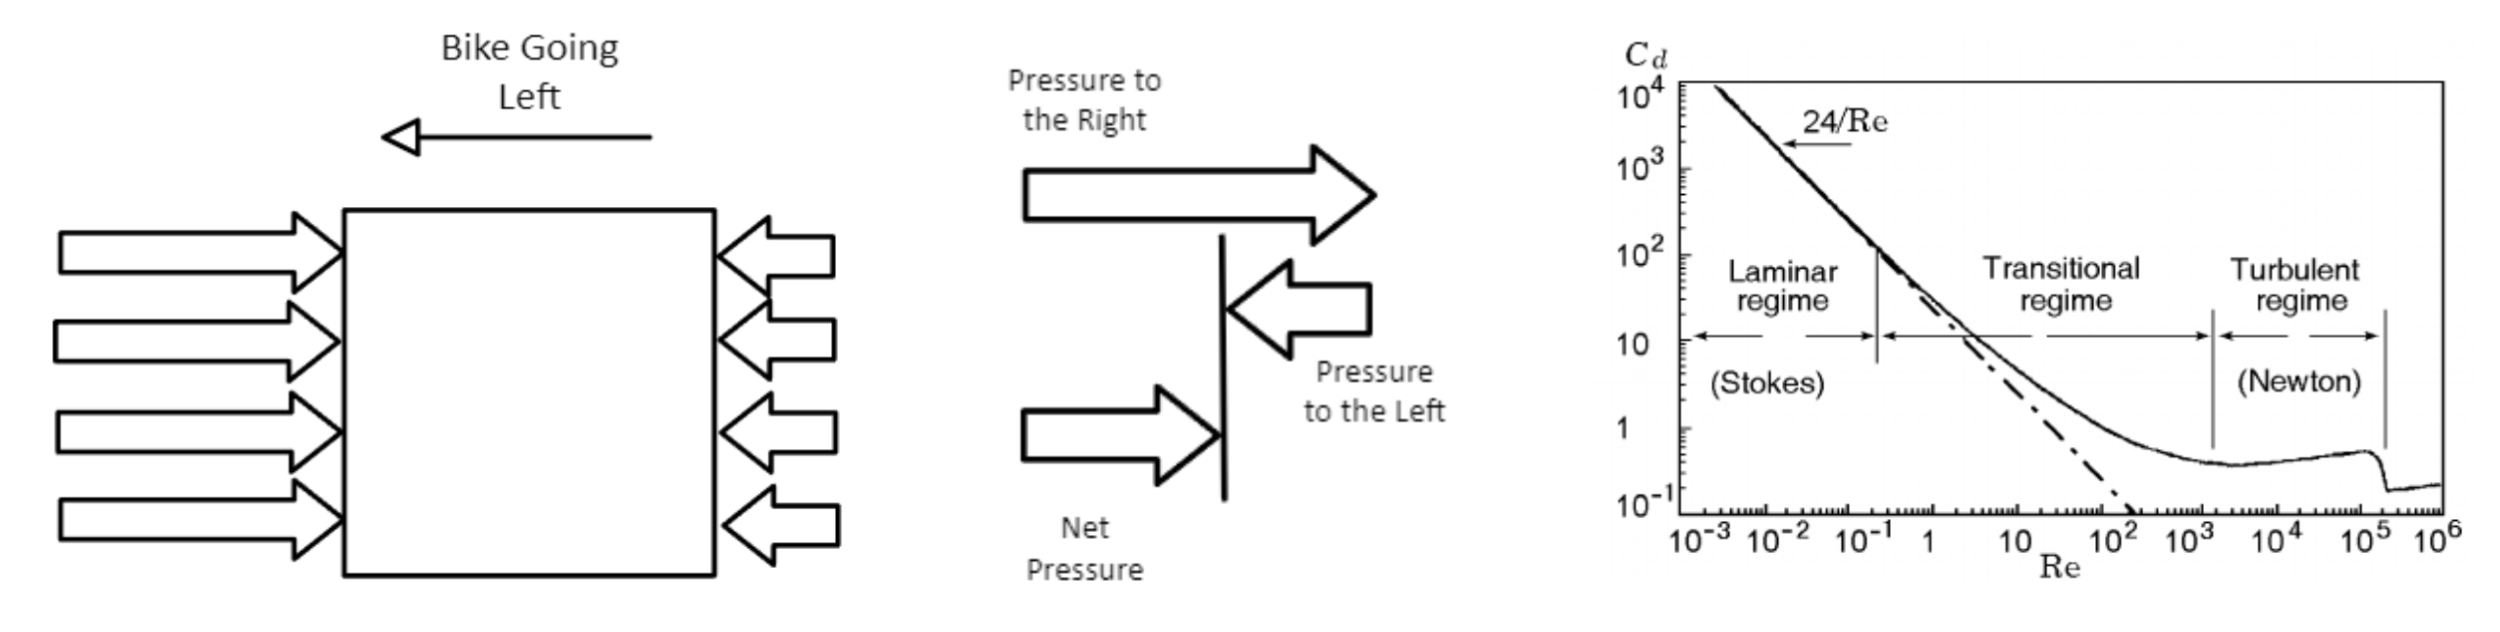 Bike Going
Left
Pressure to
the Right
Pressure
to the Left
Net
Pressure
C_d
10^4
10^3
10^2
10
1
10^-1
24/Re
Laminar
regime
(Stokes)
Transitional
regime
Turbulent
regime
(Newton)
10^-3 10^-2 10^-1 1 10 10^2 10^3 10^4 10^5 10^6
Re